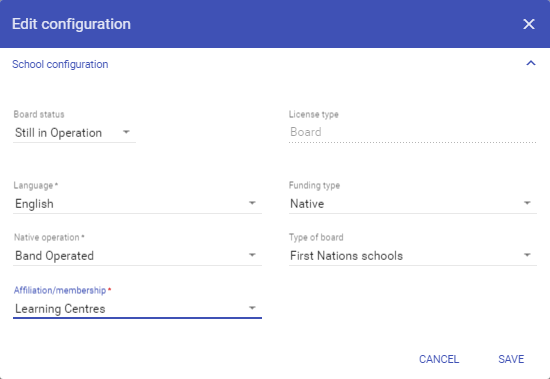 Edit configuration
School configuration
Board status
Still in Operation
License type
Board
Language *
English
Funding type
Native
Native operation *
Band Operated
Type of board
First Nations schools
Affiliation/membership *
Learning Centres
CANCEL SAVE